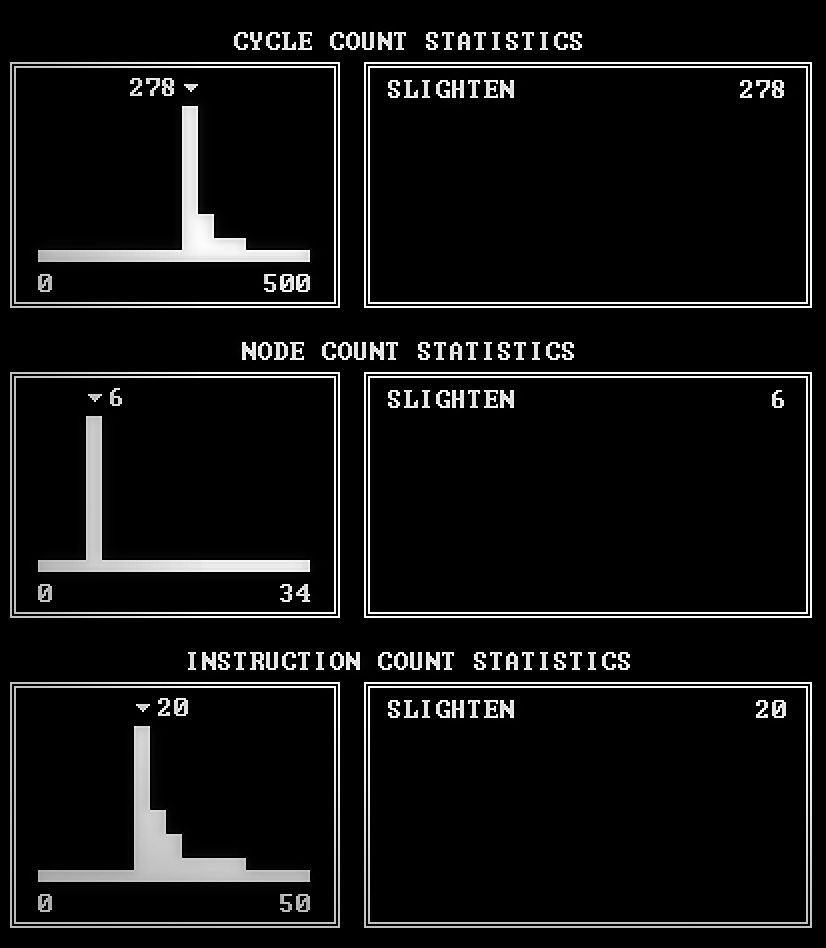 CYCLE COUNT STATISTICS
278
0 500
SLIGHTEN 278
NODE COUNT STATISTICS
6
0 34
SLIGHTEN 6
INSTRUCTION COUNT STATISTICS
20
0 50
SLIGHTEN 20